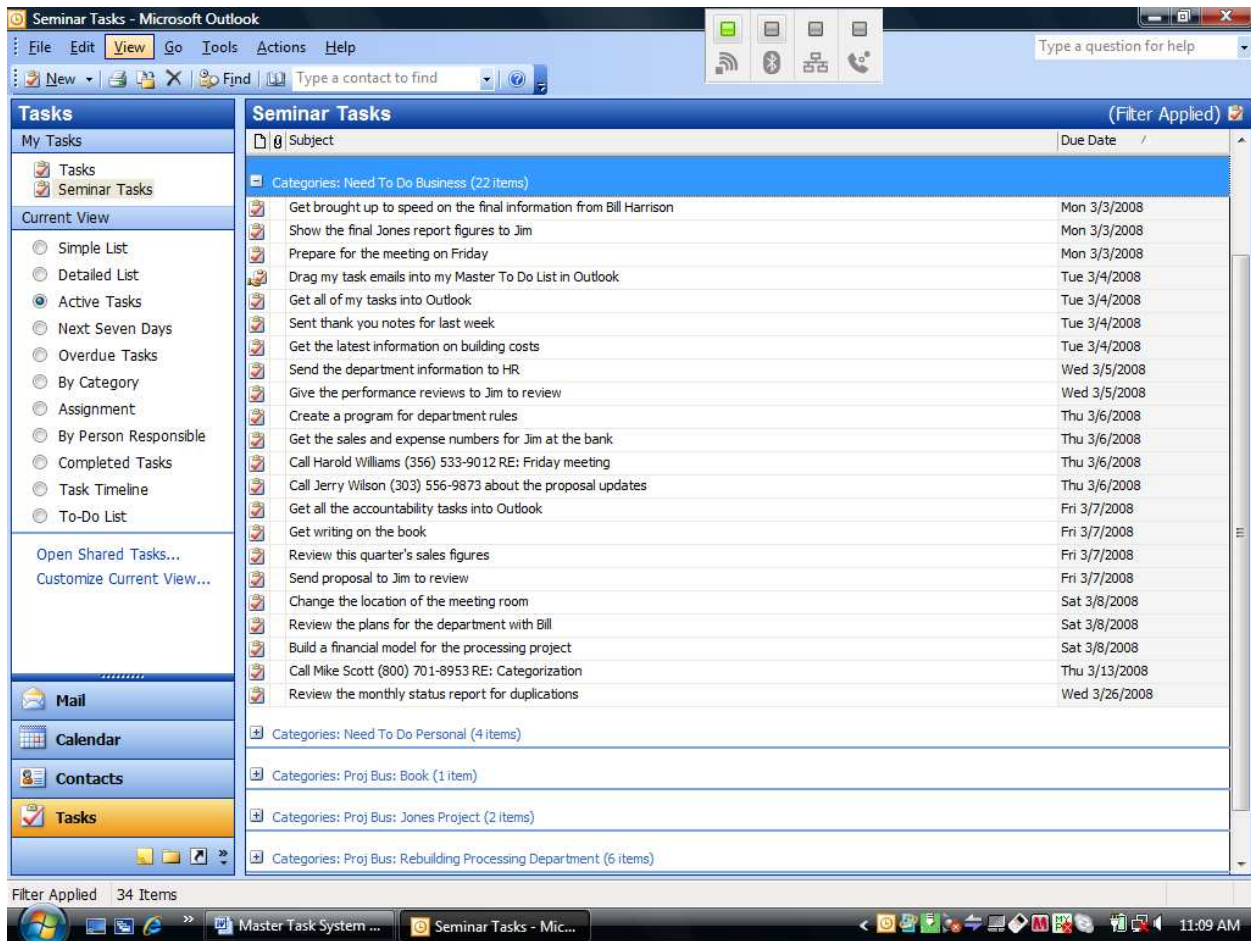 Seminar Tasks - Microsoft Outlook
File Edit View Go Tools Actions Help
Type a question for help
New Find Type a contact to find
Tasks
My Tasks
Tasks
Seminar Tasks
Current View
Simple List
Detailed List
Active Tasks
Next Seven Days
Overdue Tasks
By Category
Assignment
By Person Responsible
Completed Tasks
Task Timeline
To-Do List
Open Shared Tasks...
Customize Current View...
Mail
Calendar
Contacts
Tasks
Seminar Tasks (Filter Applied)
Subject Due Date
Categories: Need To Do Business (22 items)
Get brought up to speed on the final information from Bill Harrison Mon 3/3/2008
Show the final Jones report figures to Jim Mon 3/3/2008
Prepare for the meeting on Friday Mon 3/3/2008
Drag my task emails into my Master To Do List in Outlook Tue 3/4/2008
Get all of my tasks into Outlook Tue 3/4/2008
Sent thank you notes for last week Tue 3/4/2008
Get the latest information on building costs Tue 3/4/2008
Send the department information to HR Wed 3/5/2008
Give the performance reviews to Jim to review Wed 3/5/2008
Create a program for department rules Thu 3/6/2008
Get the sales and expense numbers for Jim at the bank Thu 3/6/2008
Call Harold Williams (356) 533-9012 RE: Friday meeting Thu 3/6/2008
Call Jerry Wilson (303) 556-9873 about the proposal updates Thu 3/6/2008
Get all the accountability tasks into Outlook Fri 3/7/2008
Get writing on the book Fri 3/7/2008
Review this quarter's sales figures Fri 3/7/2008
Send proposal to Jim to review Fri 3/7/2008
Change the location of the meeting room Sat 3/8/2008
Review the plans for the department with Bill Sat 3/8/2008
Build a financial model for the processing project Sat 3/8/2008
Call Mike Scott (800) 701-8953 RE: Categorization Thu 3/13/2008
Review the monthly status report for duplications Wed 3/26/2008
Categories: Need To Do Personal (4 items)
Categories: Proj Bus: Book (1 item)
Categories: Proj Bus: Jones Project (2 items)
Categories: Proj Bus: Rebuilding Processing Department (6 items)
Filter Applied 34 Items
Master Task System ... Seminar Tasks - Mic... 11:09 AM